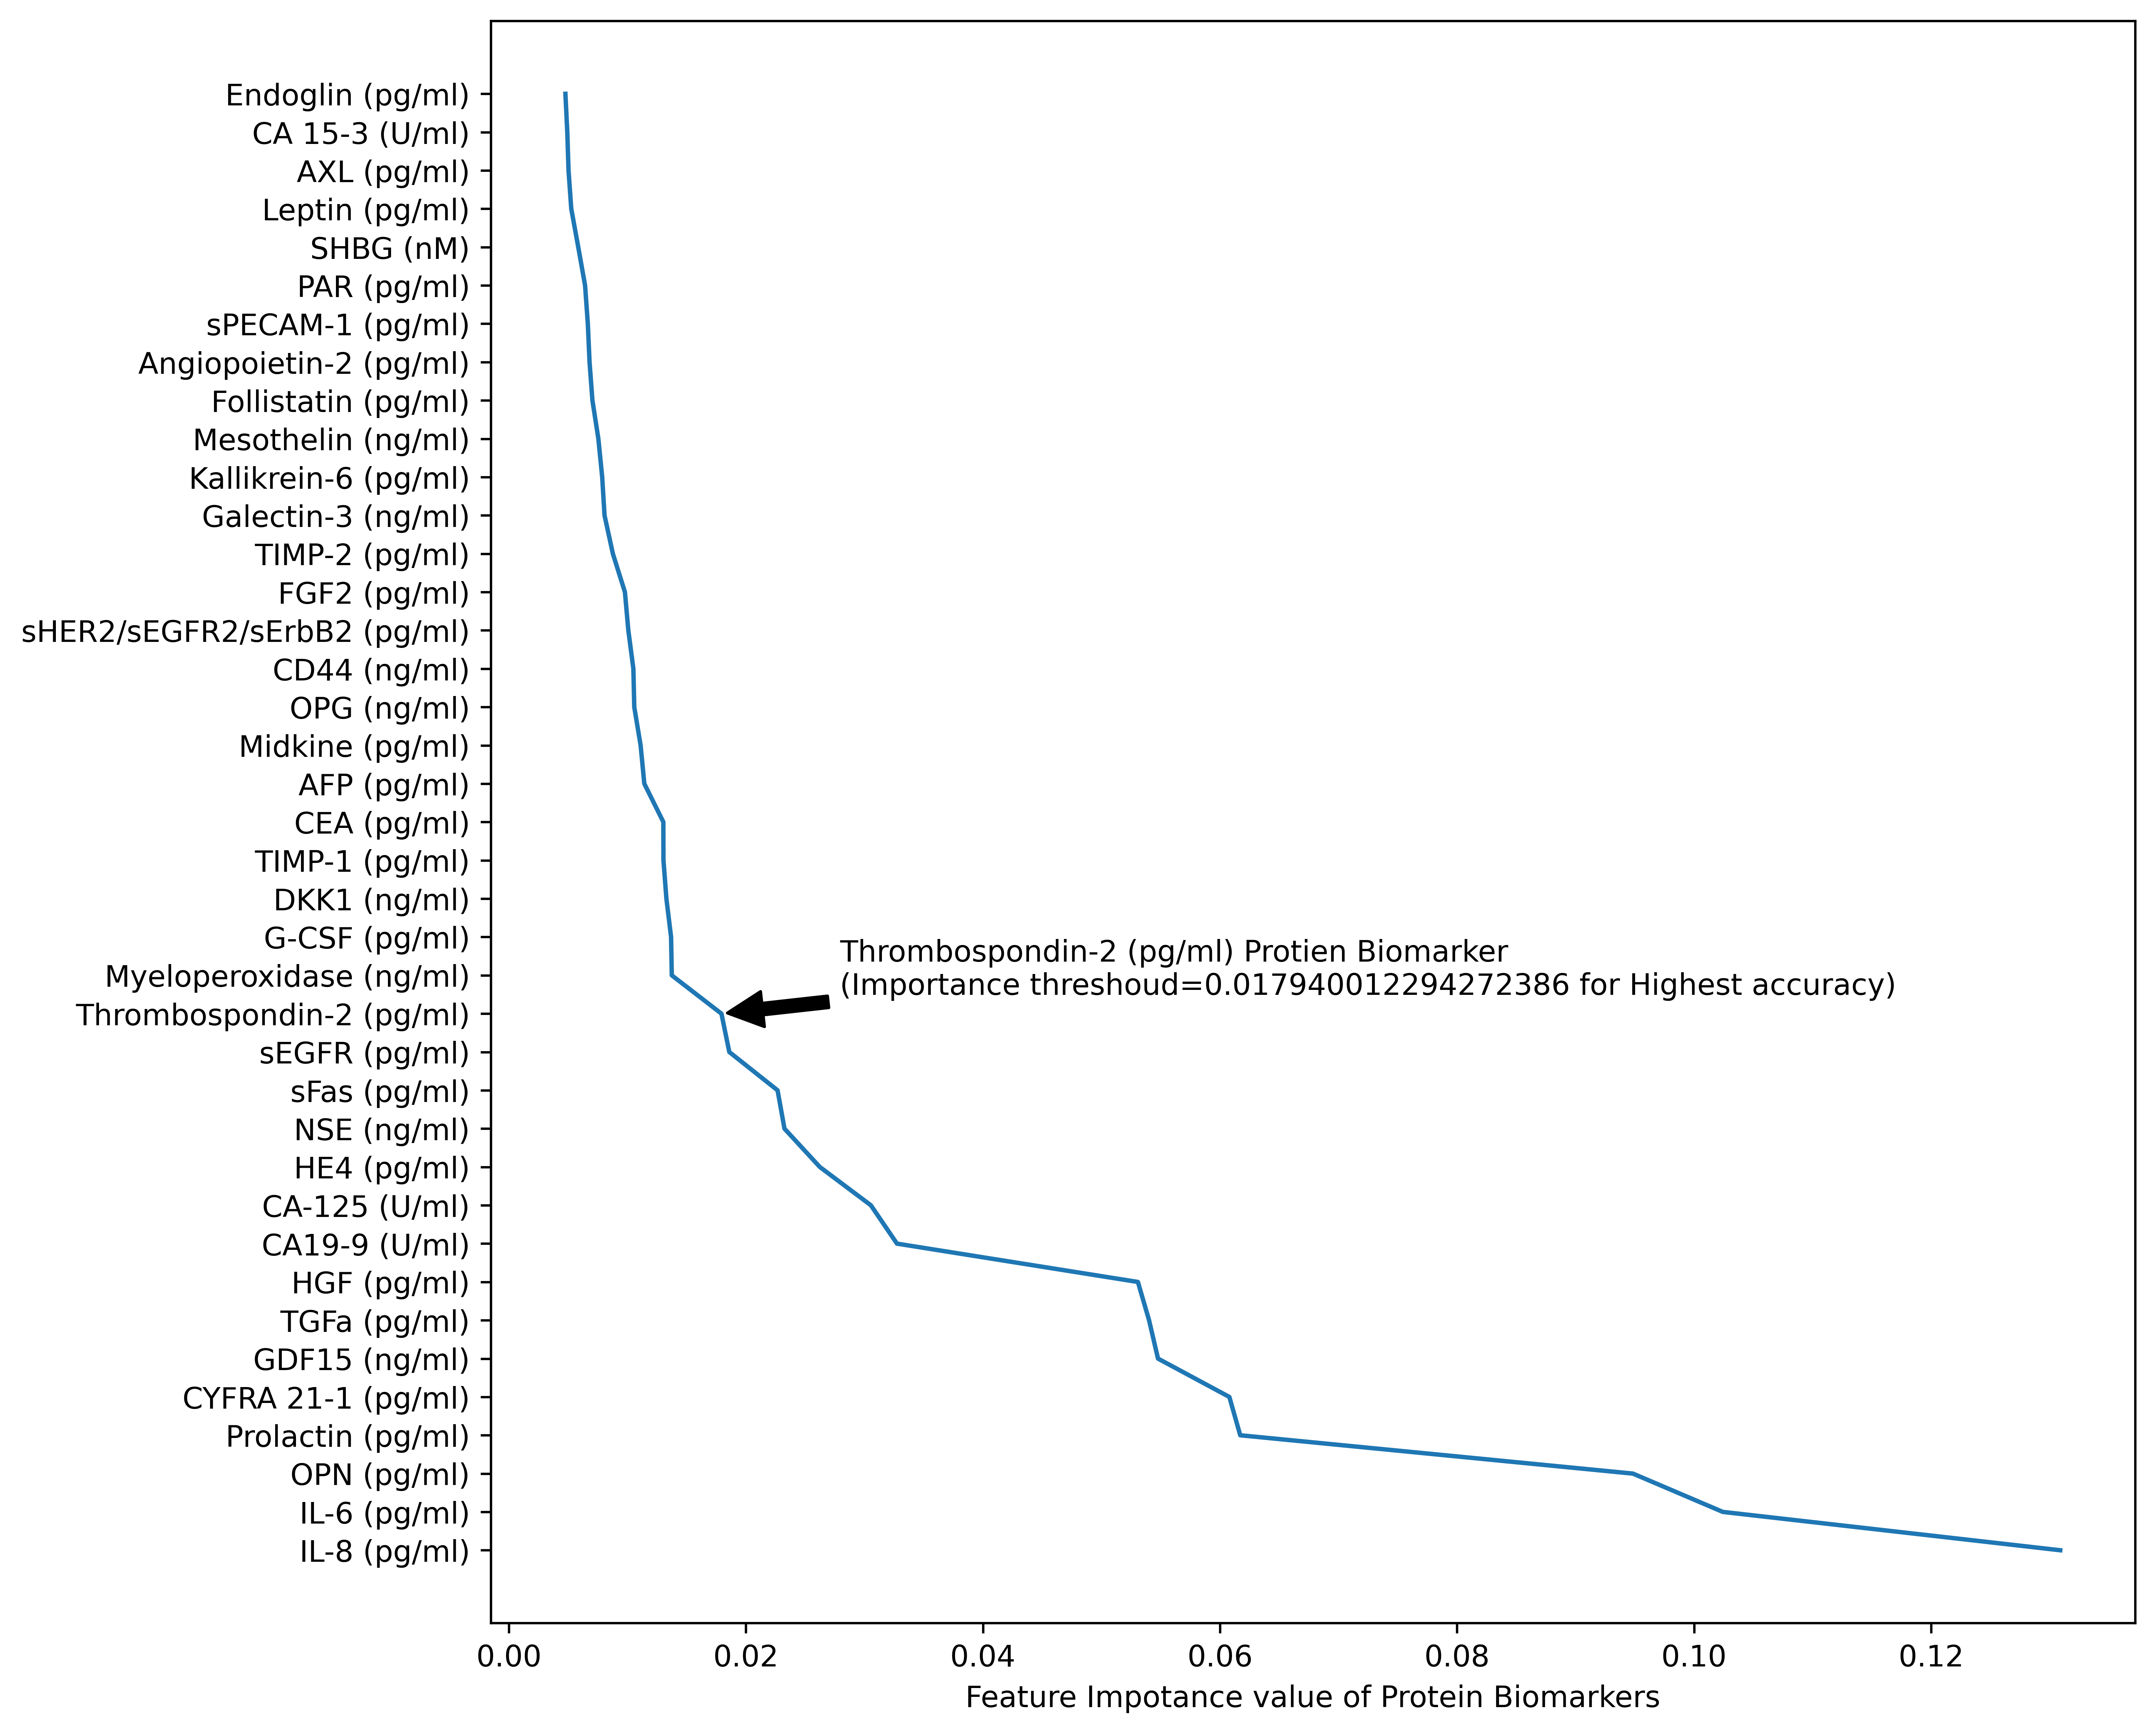 Endoglin (pg/ml)
CA 15-3 (U/ml)
AXL (pg/ml)
Leptin (pg/ml)
SHBG (nM)
PAR (pg/ml)
sPECAM-1 (pg/ml)
Angiopoietin-2 (pg/ml)
Follistatin (pg/ml)
Mesothelin (ng/ml)
Kallikrein-6 (pg/ml)
Galectin-3 (ng/ml)
TIMP-2 (pg/ml)
FGF2 (pg/ml)
sHER2/sEGFR2/sErbB2 (pg/ml)
CD44 (ng/ml)
OPG (ng/ml)
Midkine (pg/ml)
AFP (pg/ml)
CEA (pg/ml)
TIMP-1 (pg/ml)
DKK1 (ng/ml)
G-CSF (pg/ml)
Myeloperoxidase (ng/ml)
Thrombospondin-2 (pg/ml)
sEGFR (pg/ml)
sFas (pg/ml)
NSE (ng/ml)
HE4 (pg/ml)
CA-125 (U/ml)
CA19-9 (U/ml)
HGF (pg/ml)
TGFa (pg/ml)
GDF15 (ng/ml)
CYFRA 21-1 (pg/ml)
Prolactin (pg/ml)
OPN (pg/ml)
IL-6 (pg/ml)
IL-8 (pg/ml)
Thrombospondin-2 (pg/ml) Protien Biomarker
(Importance threshoud=0.017940012294272386 for Highest accuracy)
0.00 0.02 0.04 0.06 0.08 0.10 0.12
Feature Impotance value of Protein Biomarkers